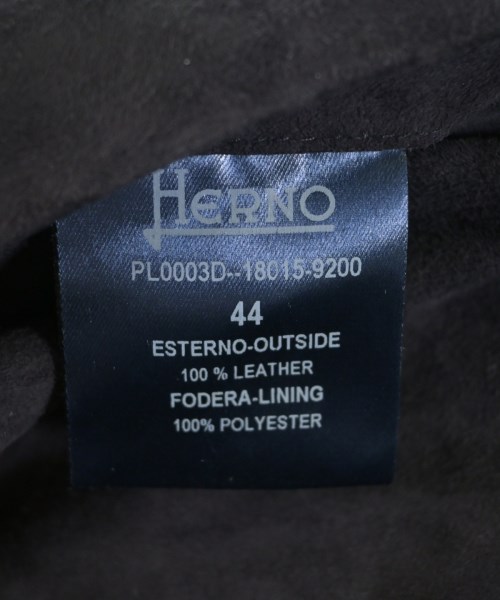 HERNO
PL0003D--18015-9200
44
ESTERNO-OUTSIDE
100 % LEATHER
FODERA-LINING
100% POLYESTER